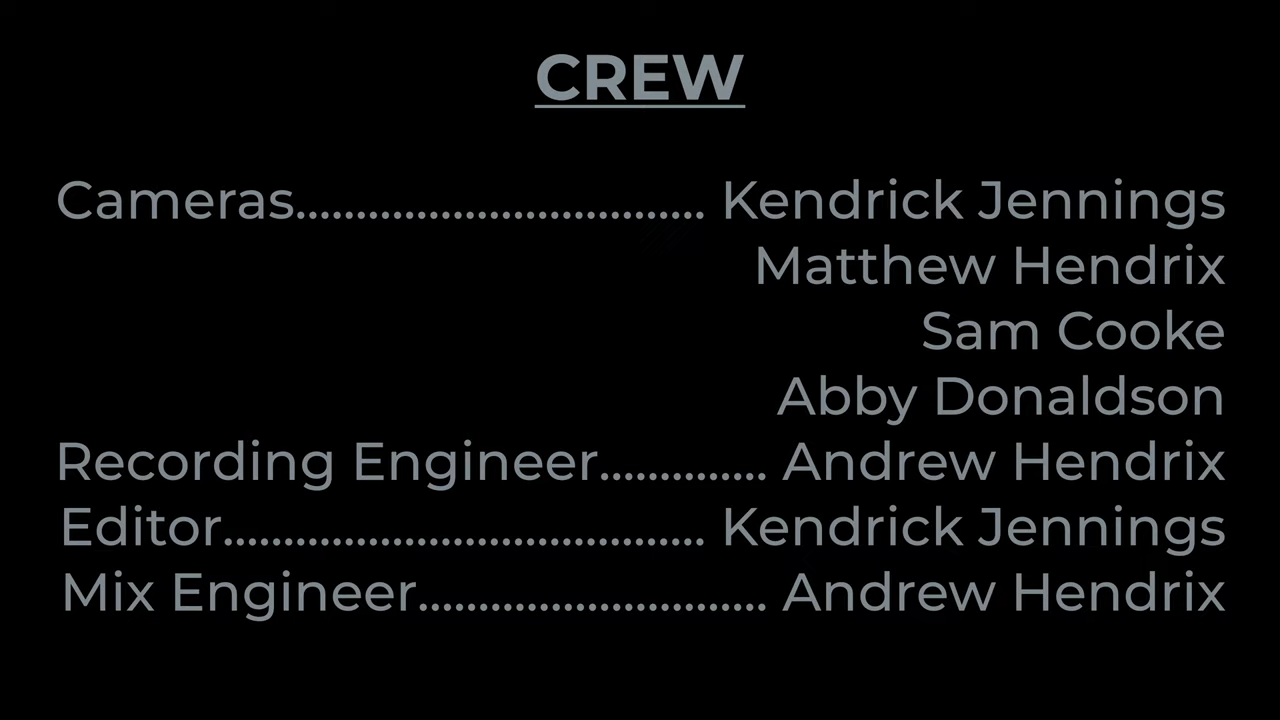 CREW
Cameras.................................. Kendrick Jennings
Matthew Hendrix
Sam Cooke
Abby Donaldson
Recording Engineer.............. Andrew Hendrix
Editor........................................ Kendrick Jennings
Mix Engineer............................. Andrew Hendrix